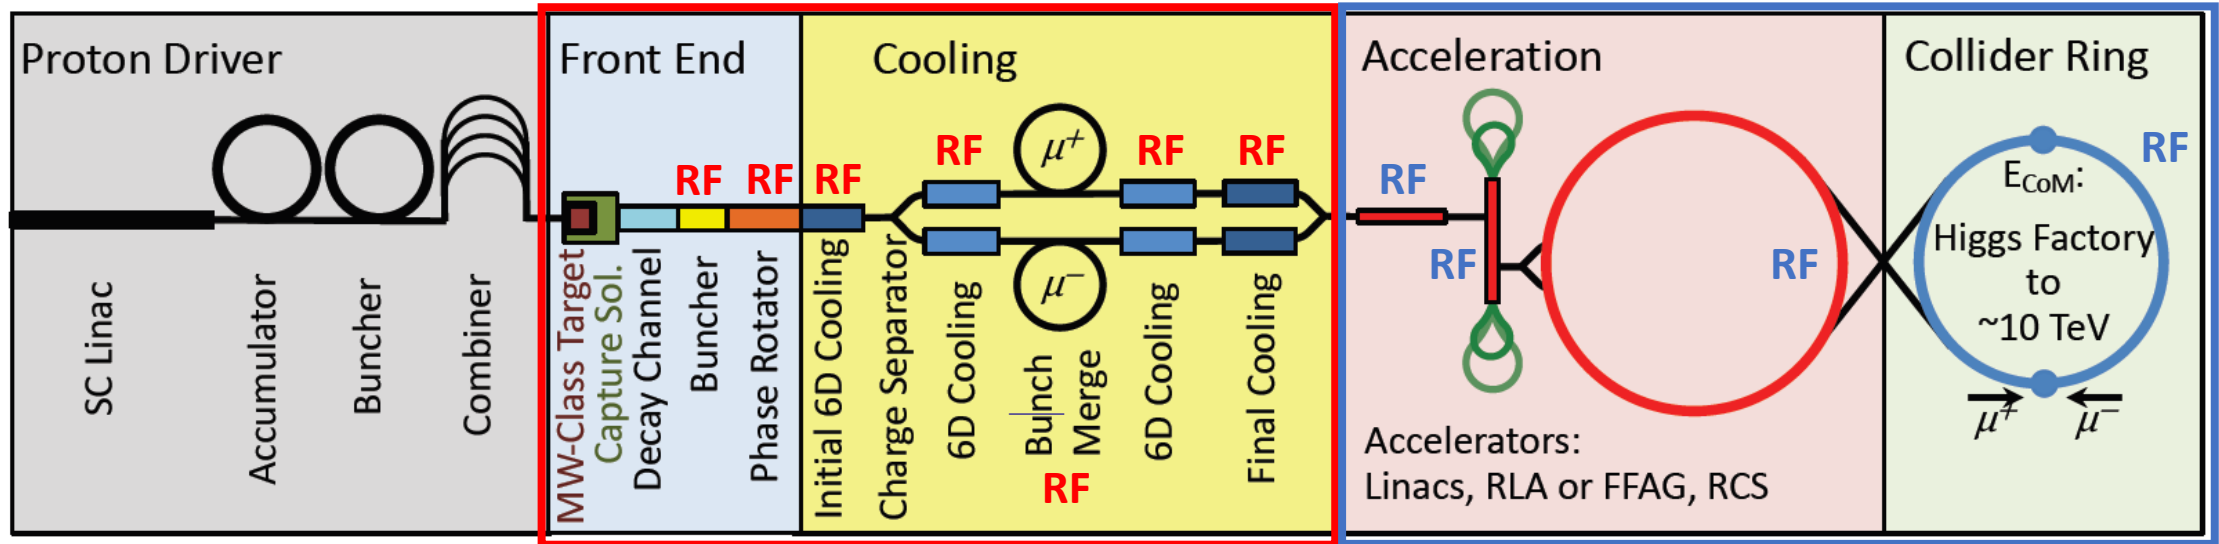 Proton Driver
SC Linac
Accumulator
Buncher
Combiner
Front End
RF
RF
MW-Class Target
Capture Sol.
Decay Channel
Buncher
Phase Rotator
Cooling
RF
RF
μ+
RF
RF
μ−
Initial 6D Cooling
Charge Separator
6D Cooling
Bunch
Merge
6D Cooling
Final Cooling
RF
Acceleration
RF
RF
RF
Accelerators:
Linacs, RLA or FFAG, RCS
Collider Ring
RF
ECoM:
Higgs Factory
to
~10 TeV
μ+ μ−